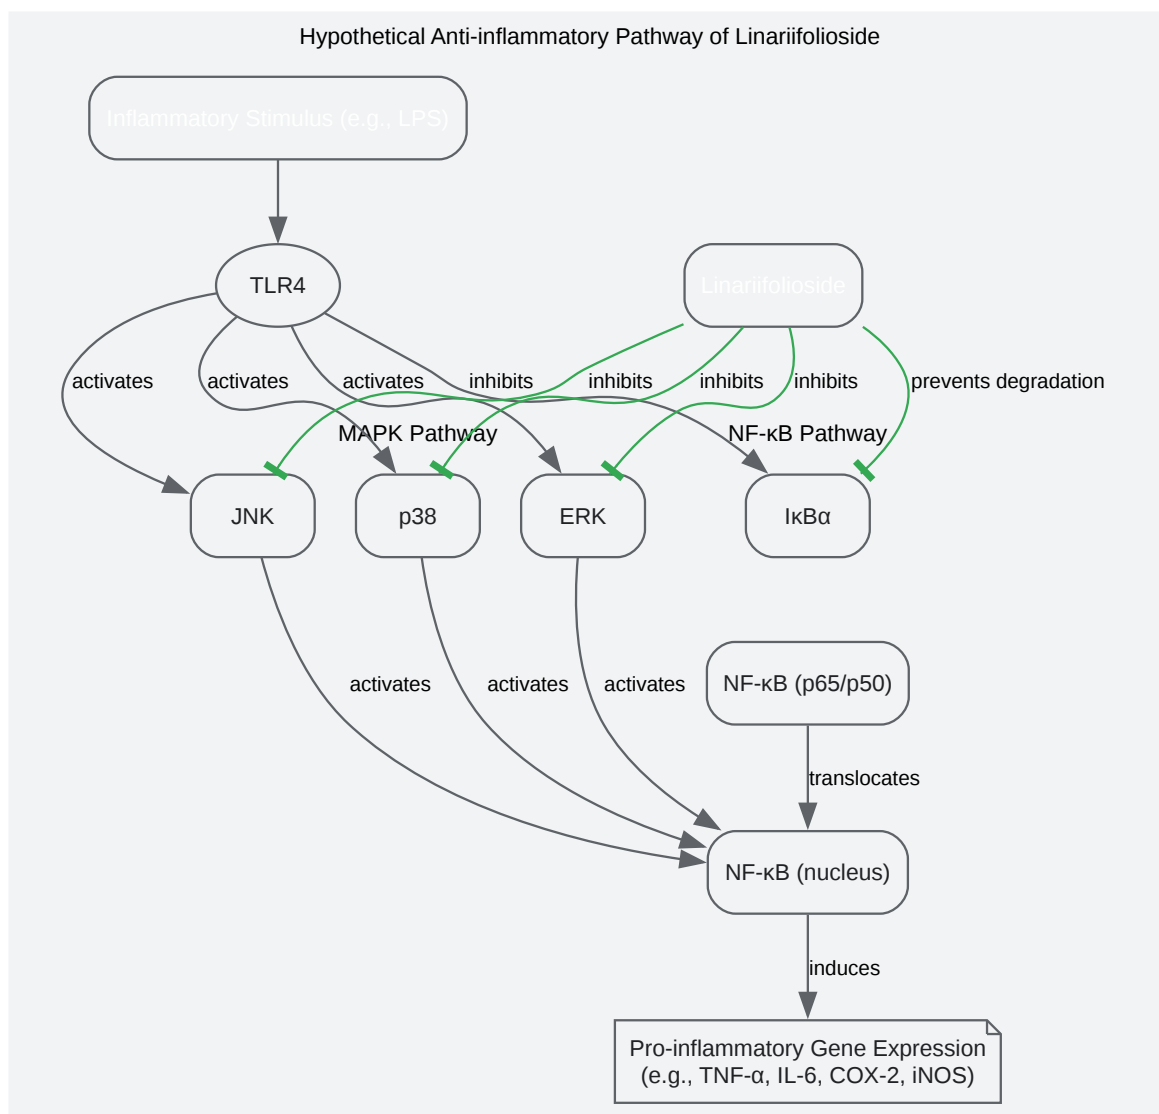 Hypothetical Anti-inflammatory Pathway of Linariifolioside
Inflammatory Stimulus (e.g., LPS)
TLR4
Linariifolioside
activates
activates
activates
inhibits
inhibits
inhibits
inhibits
prevents degradation
MAPK Pathway
NF-κB Pathway
JNK
p38
ERK
IκBα
activates
activates
activates
NF-κB (p65/p50)
translocates
NF-κB (nucleus)
induces
Pro-inflammatory Gene Expression
(e.g., TNF-α, IL-6, COX-2, iNOS)